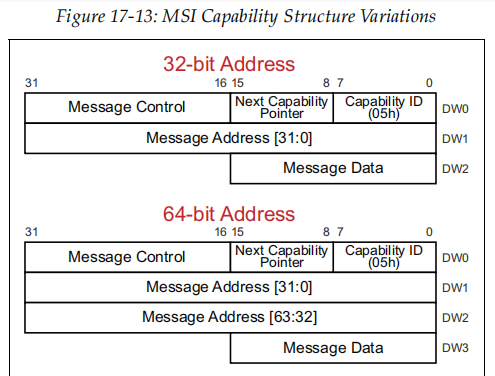 Figure 17-13: MSI Capability Structure Variations
32-bit Address
31 16 15 8 7 0
Message Control Next Capability Pointer Capability ID (05h) DW0
Message Address [31:0] DW1
Message Data DW2
64-bit Address
31 16 15 8 7 0
Message Control Next Capability Pointer Capability ID (05h) DW0
Message Address [31:0] DW1
Message Address [63:32] DW2
Message Data DW3